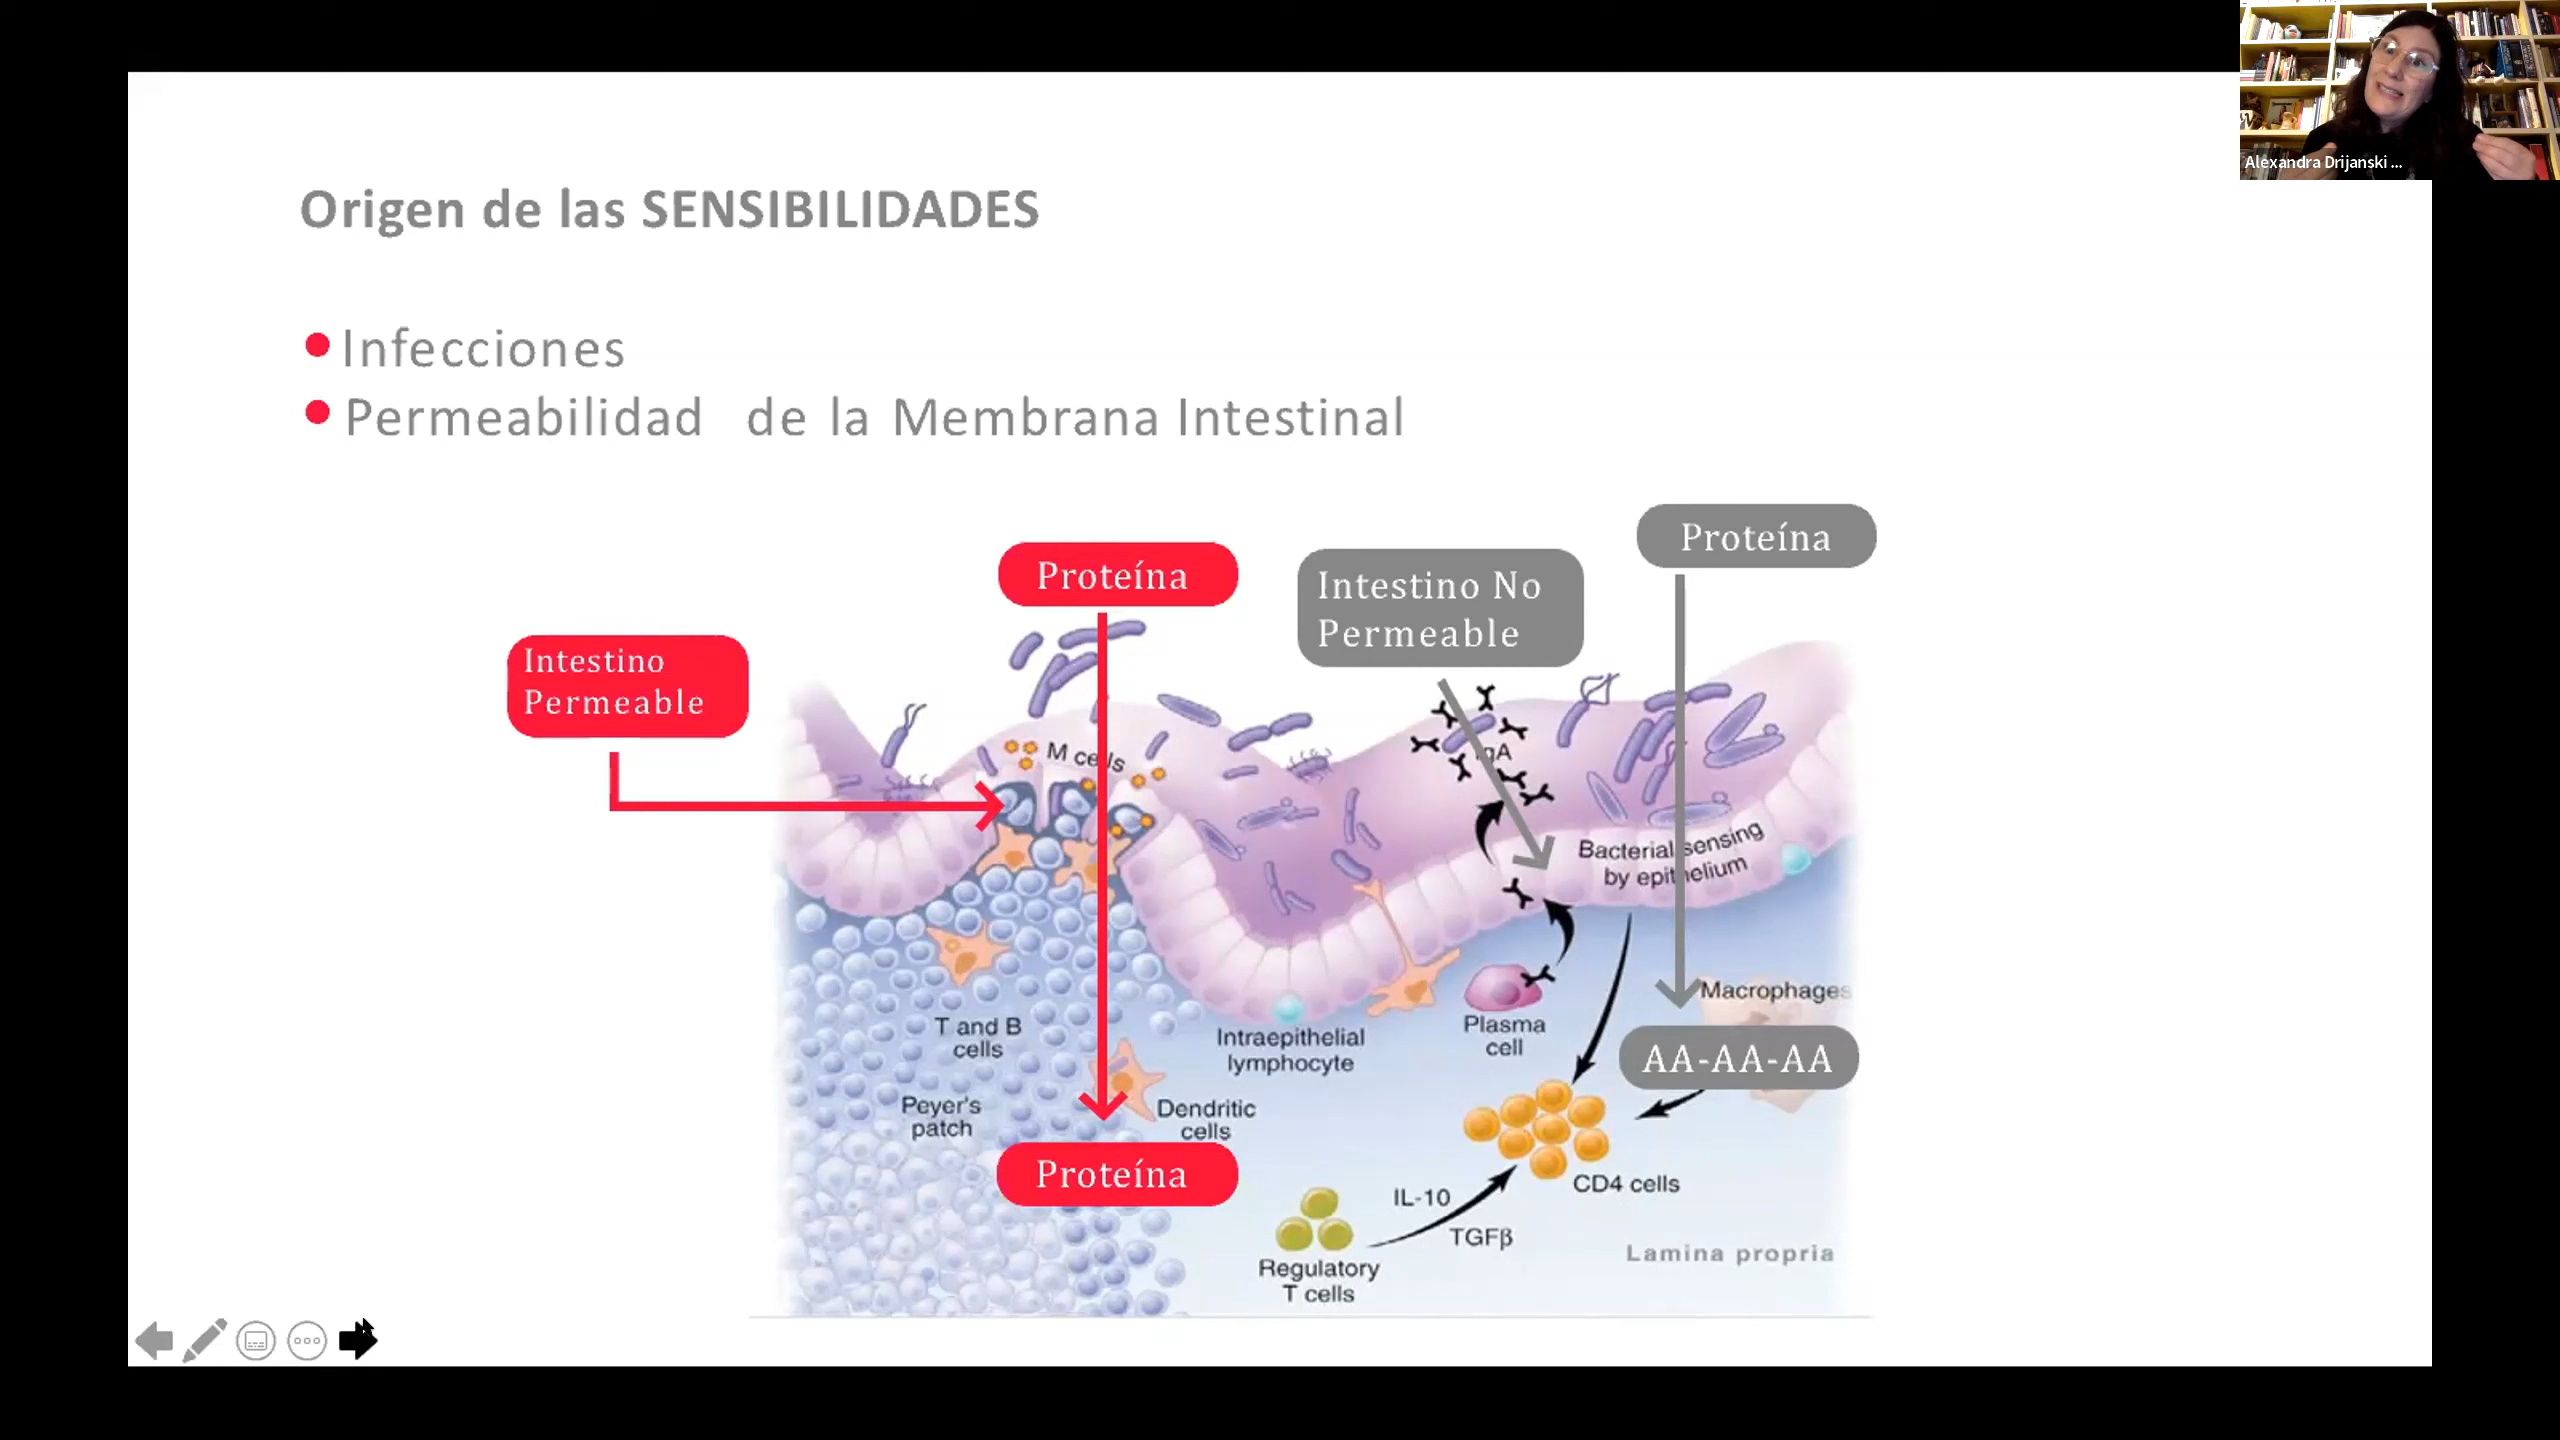 Alexandra Drijanski ...
Origen de las SENSIBILIDADES
Infecciones
Permeabilidad de la Membrana Intestinal
Proteína
Proteína
Intestino No
Permeable
Intestino
Permeable
M cells
IgA
Bacterial sensing
by epithelium
Macrophages
T and B
cells
Intraepithelial
lymphocyte
Plasma
cell
AA-AA-AA
Peyer's
patch
Dendritic
cells
Proteína
CD4 cells
IL-10
TGFβ
Lamina propria
Regulatory
T cells